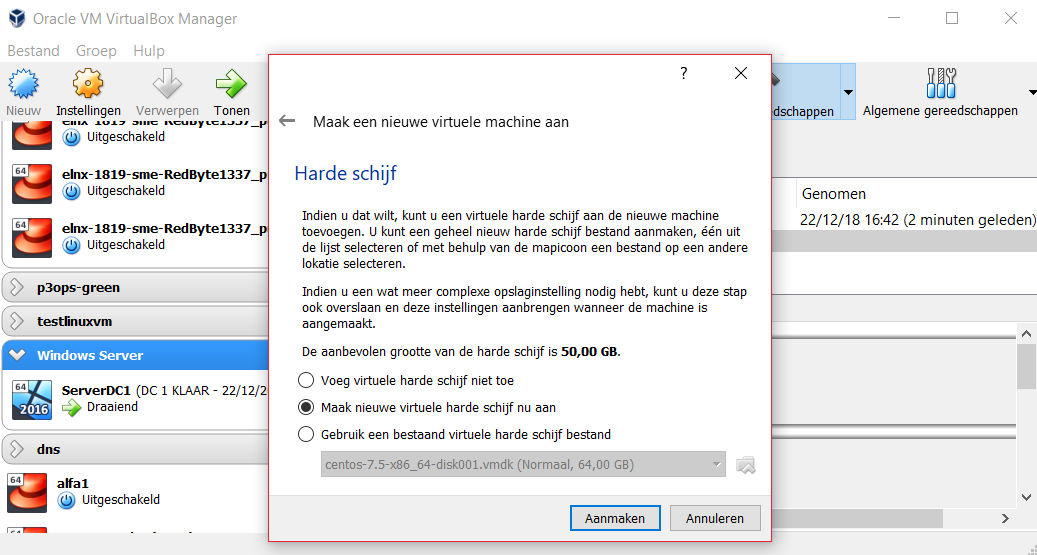 Oracle VM VirtualBox Manager
Bestand Groep Hulp
Nieuw Instellingen Verwerpen Tonen
dschappen Algemene gereedschappen
elnx-1819-sme-RedByte1337_p
Uitgeschakeld
64
elnx-1819-sme-RedByte1337_p
Uitgeschakeld
64
elnx-1819-sme-RedByte1337_p
Uitgeschakeld
p3ops-green
testlinuxvm
Windows Server
64
2016
ServerDC1 (DC 1 KLAAR - 22/12/2
Draaiend
dns
64
alfa1
Uitgeschakeld
?
Maak een nieuwe virtuele machine aan
Harde schijf
Indien u dat wilt, kunt u een virtuele harde schijf aan de nieuwe machine
toevoegen. U kunt een geheel nieuw harde schijf bestand aanmaken, één uit
de lijst selecteren of met behulp van de mapicoon een bestand op een andere
lokatie selecteren.
Indien u een wat meer complexe opslaginstelling nodig hebt, kunt u deze stap
ook overslaan en deze instellingen aanbrengen wanneer de machine is
aangemaakt.
De aanbevolen grootte van de harde schijf is 50,00 GB.
Voeg virtuele harde schijf niet toe
Maak nieuwe virtuele harde schijf nu aan
Gebruik een bestaand virtuele harde schijf bestand
centos-7.5-x86_64-disk001.vmdk (Normaal, 64,00 GB)
Aanmaken Annuleren
Genomen
22/12/18 16:42 (2 minuten geleden)